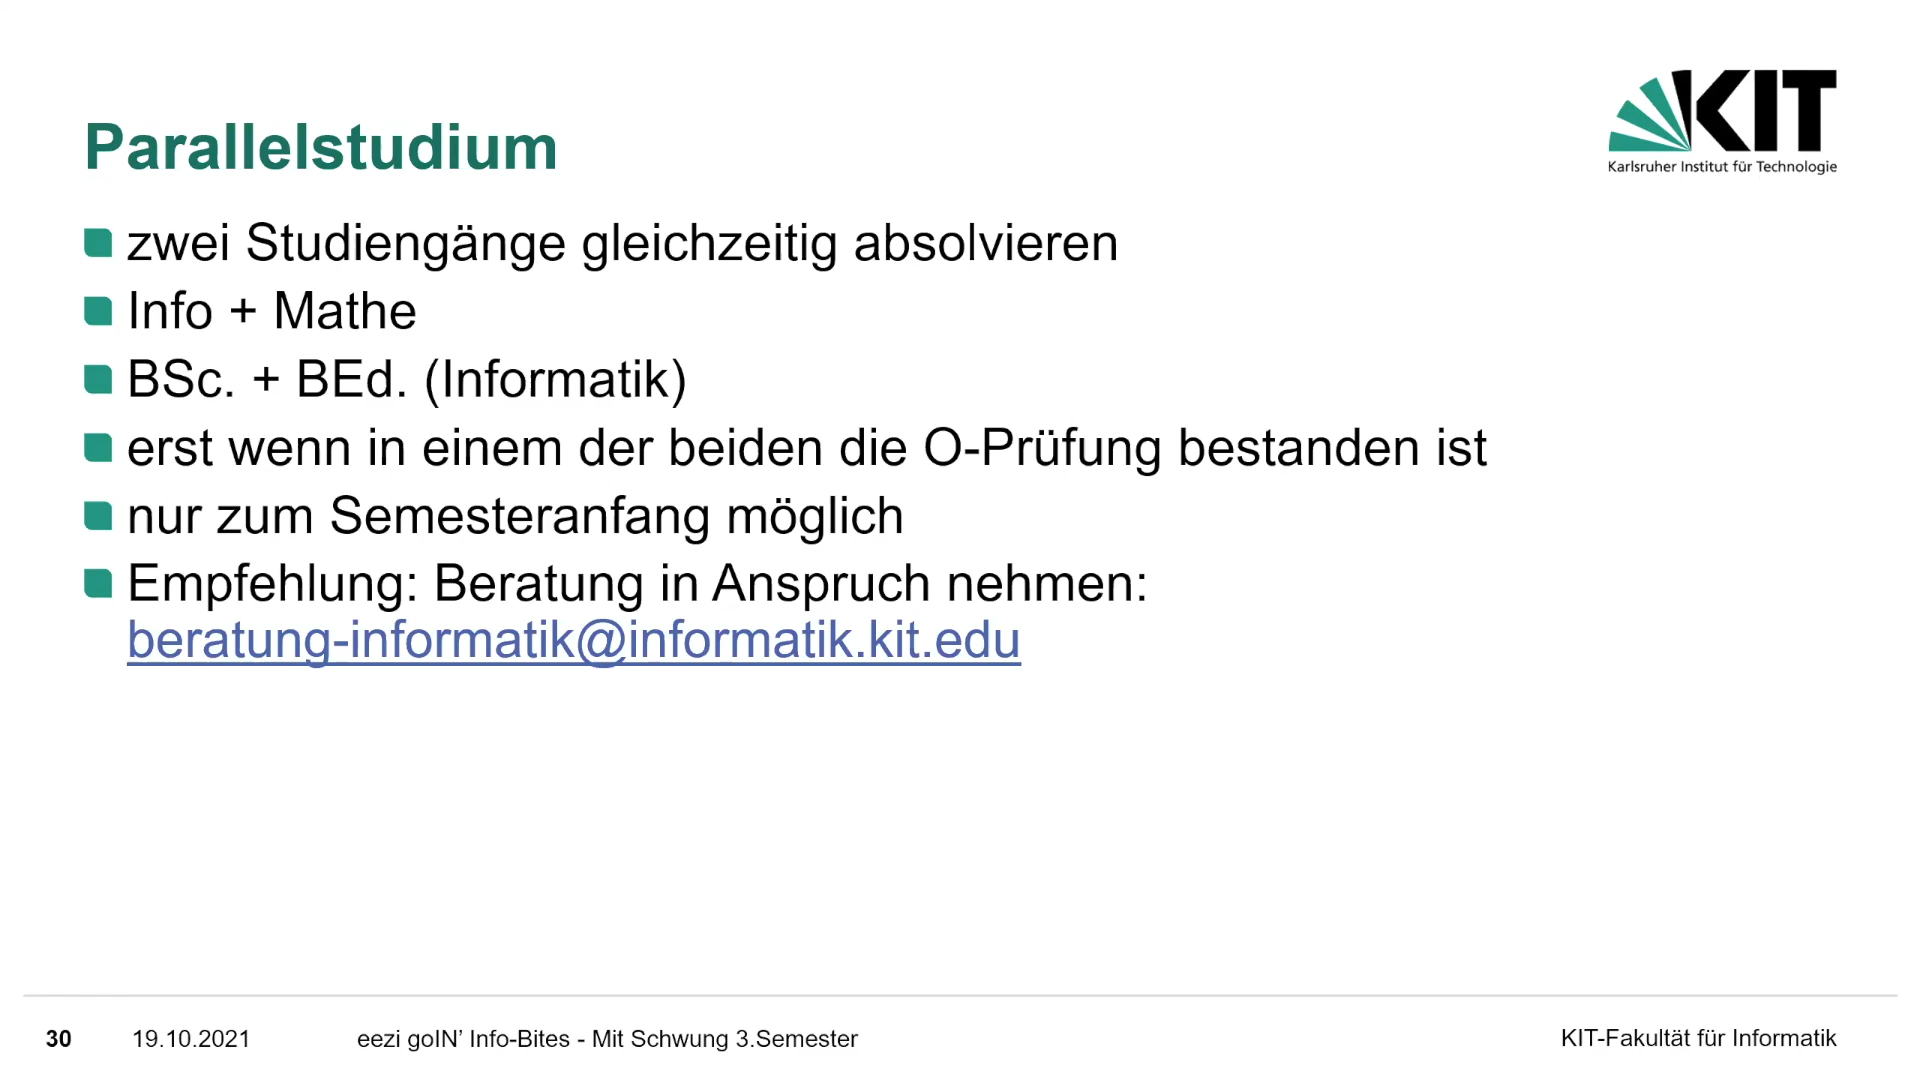 KIT
Karlsruher Institut für Technologie
Parallelstudium
zwei Studiengänge gleichzeitig absolvieren
Info + Mathe
BSc. + BEd. (Informatik)
erst wenn in einem der beiden die O-Prüfung bestanden ist
nur zum Semesteranfang möglich
Empfehlung: Beratung in Anspruch nehmen:
beratung-informatik@informatik.kit.edu
30 19.10.2021 eezi goIN’ Info-Bites - Mit Schwung 3.Semester KIT-Fakultät für Informatik